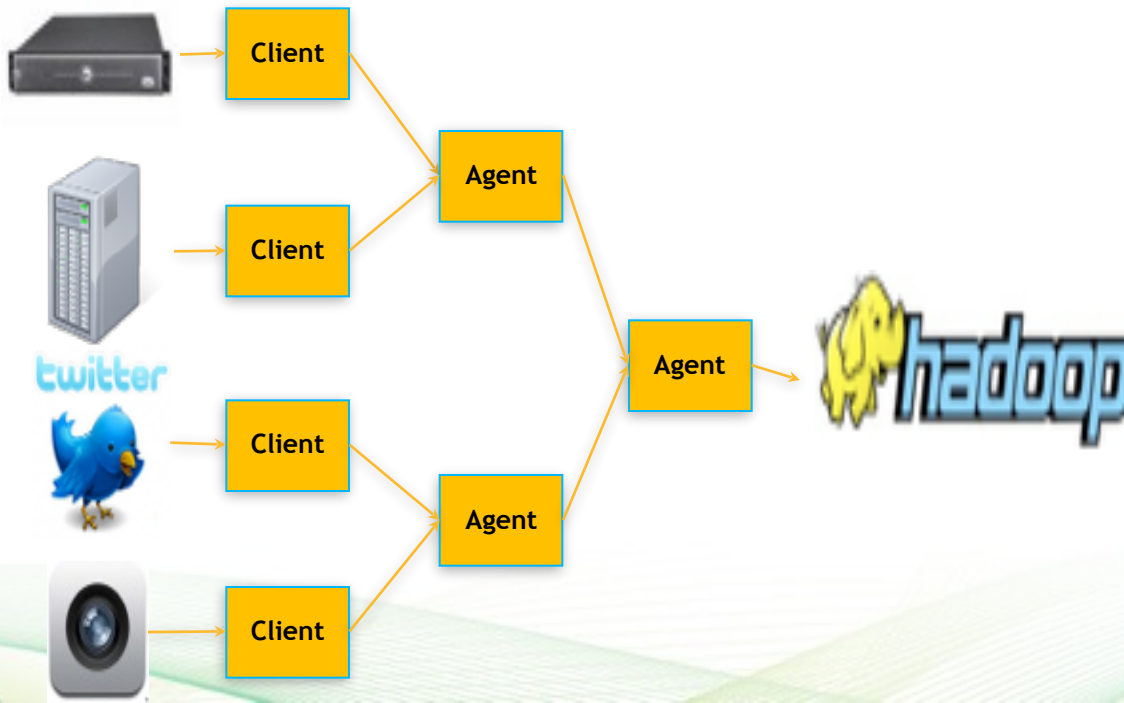 Client
Agent
Client
twitter
Agent
hadoop
Client
Agent
Client